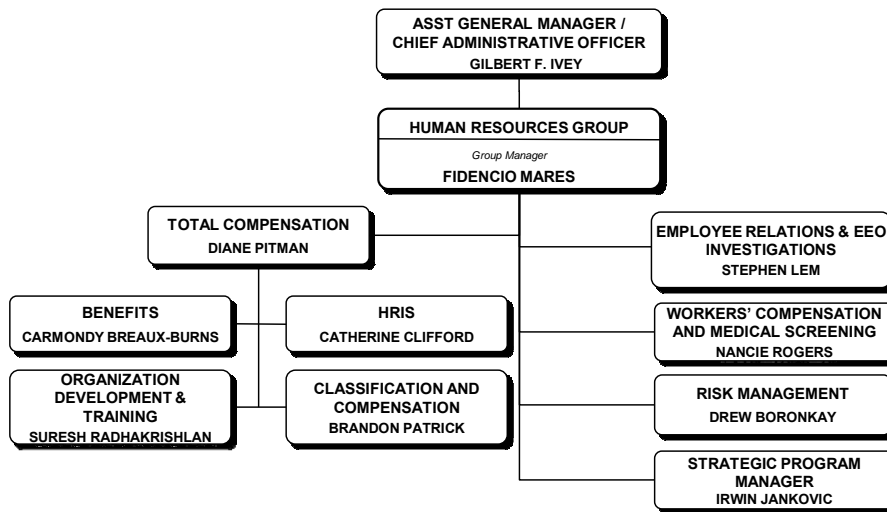 ASST GENERAL MANAGER /
CHIEF ADMINISTRATIVE OFFICER
GILBERT F. IVEY
HUMAN RESOURCES GROUP
Group Manager
FIDENCIO MARES
TOTAL COMPENSATION
DIANE PITMAN
EMPLOYEE RELATIONS & EEO
INVESTIGATIONS
STEPHEN LEM
BENEFITS
CARMONDY BREAUX-BURNS
HRIS
CATHERINE CLIFFORD
WORKERS' COMPENSATION
AND MEDICAL SCREENING
NANCIE ROGERS
ORGANIZATION
DEVELOPMENT &
TRAINING
SURESH RADHAKRISHLAN
CLASSIFICATION AND
COMPENSATION
BRANDON PATRICK
RISK MANAGEMENT
DREW BORONKAY
STRATEGIC PROGRAM
MANAGER
IRWIN JANKOVIC